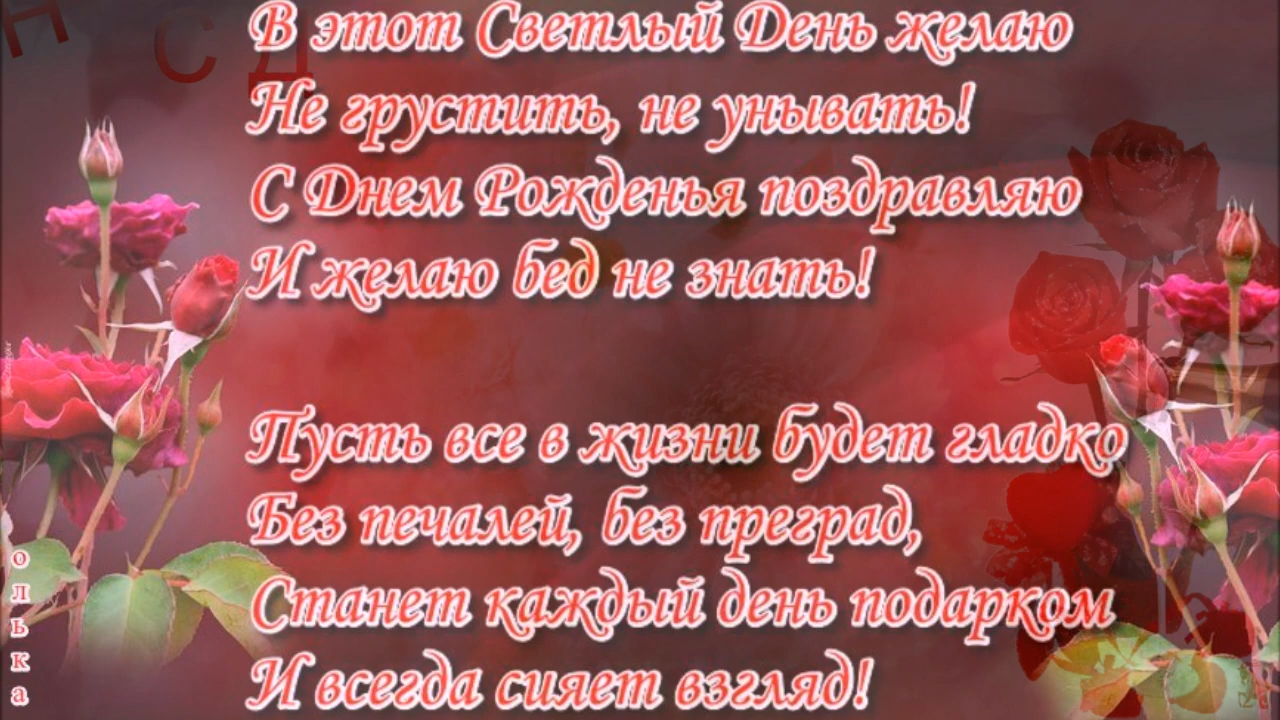 Н С Д
В этот Светлый День желаю
Не грустить, не унывать!
С Днем Рожденья поздравляю
И желаю бед не знать!
Пусть все в жизни будет гладко
Без печалей, без преград,
Станет каждый день подарком
И всегда сияет взгляд!
олька